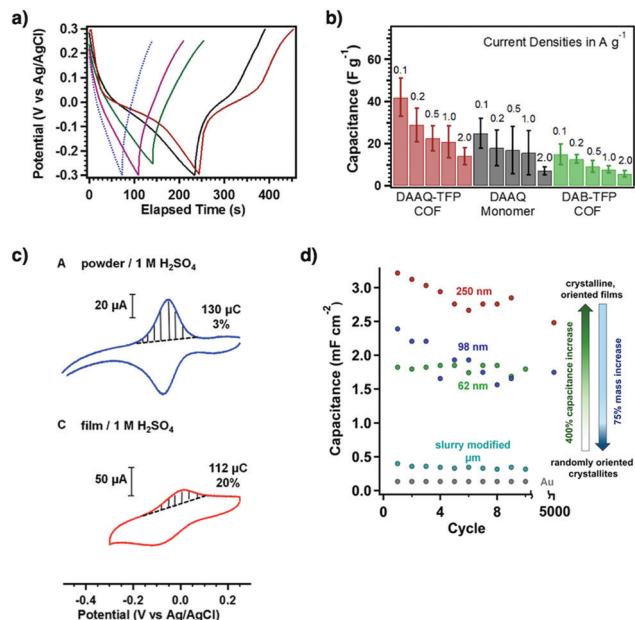 a)
Potential (V vs Ag/AgCl)
0.3
0.2
0.1
0.0
-0.1
-0.2
-0.3
0 100 200 300 400
Elapsed Time (s)
b)
Capacitance (F g⁻¹)
60
40
20
0
Current Densities in A g⁻¹
0.1 0.2 0.5 1.0 2.0
0.1 0.2 0.5 1.0 2.0
0.1 0.2 0.5 1.0 2.0
DAAQ-TFP COF
DAAQ Monomer
DAB-TFP COF
c)
A powder / 1 M H₂SO₄
20 µA
130 µC
3%
C film / 1 M H₂SO₄
50 µA
112 µC
20%
-0.4 -0.2 0.0 0.2
Potential (V vs Ag/AgCl)
d)
Capacitance (mF cm⁻²)
3.0
2.5
2.0
1.5
1.0
0.5
0.0
250 nm
98 nm
62 nm
slurry modified
µm
Au
0 4 8 5000
Cycle
crystalline,
oriented films
400% capacitance increase
75% mass increase
randomly oriented
crystallites